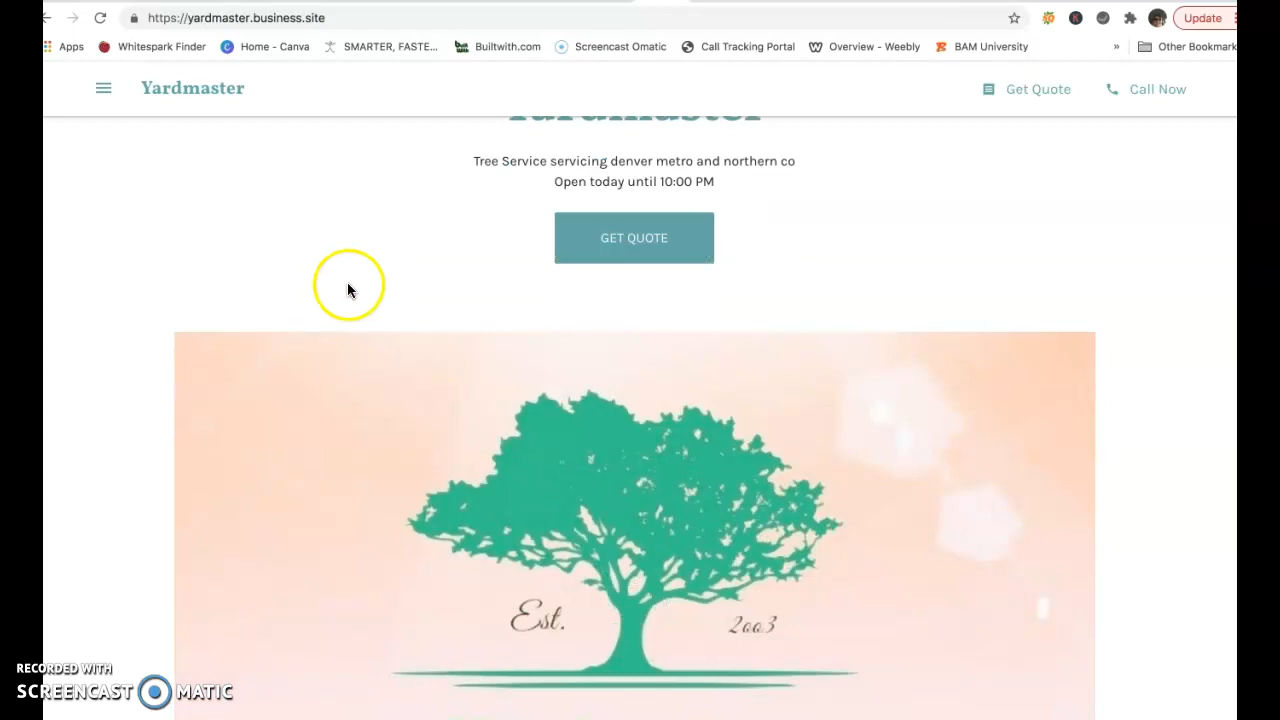 https://yardmaster.business.site
Update
Apps
Whitespark Finder
Home - Canva
SMARTER, FASTE...
Builtwith.com
Screencast Omatic
Call Tracking Portal
Overview - Weebly
BAM University
»
Other Bookmark
Yardmaster
Get Quote
Call Now
Yardmaster
Tree Service servicing denver metro and northern co
Open today until 10:00 PM
GET QUOTE
Est. 2003
RECORDED WITH
SCREENCAST MATIC